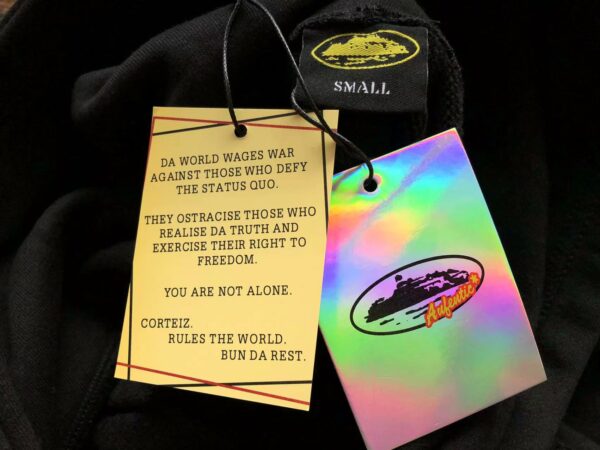 SMALL
DA WORLD WAGES WAR
AGAINST THOSE WHO DEFY
THE STATUS QUO.
THEY OSTRACISE THOSE WHO
REALISE DA TRUTH AND
EXERCISE THEIR RIGHT TO
FREEDOM.
YOU ARE NOT ALONE.
CORTEIZ.
RULES THE WORLD.
BUN DA REST.
Aufentic*